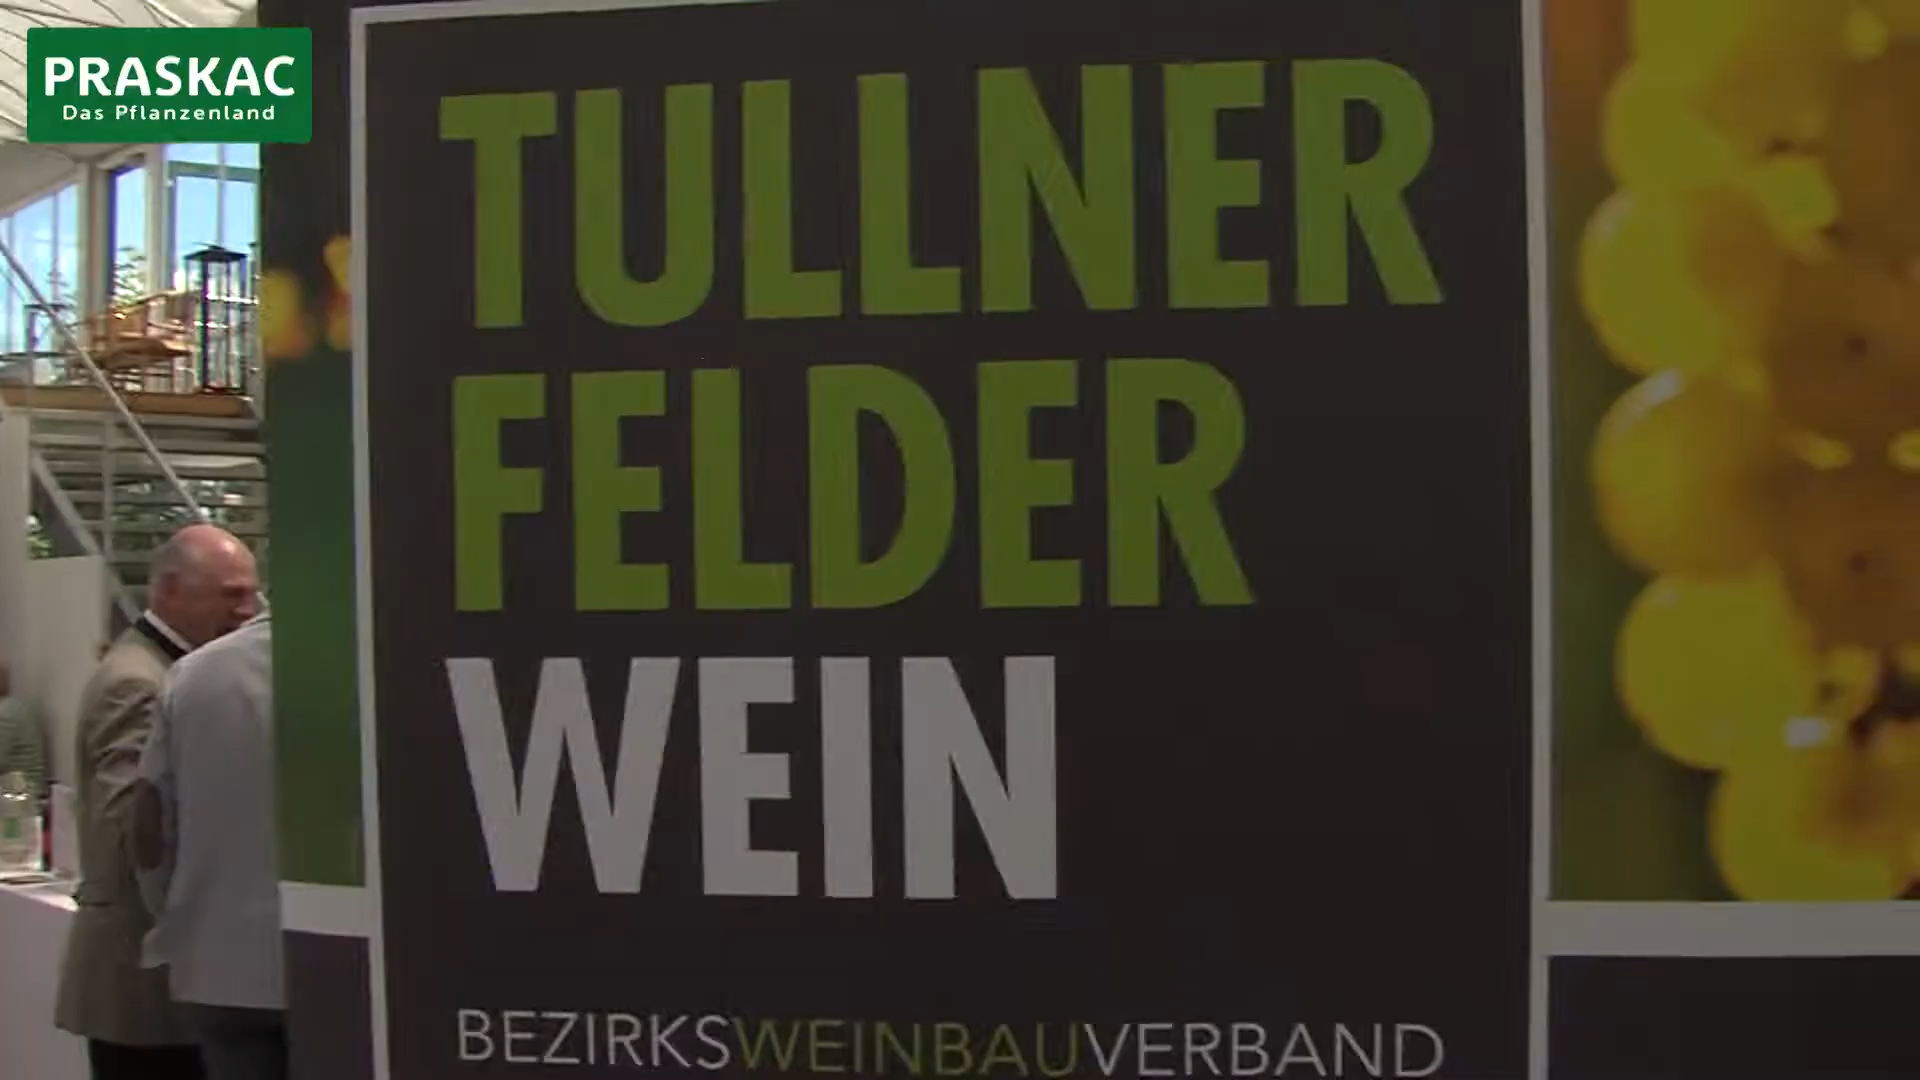 PRASKAC
Das Pflanzenland
TULLNER
FELDER
WEIN
BEZIRKSWEINBAUVERBAND